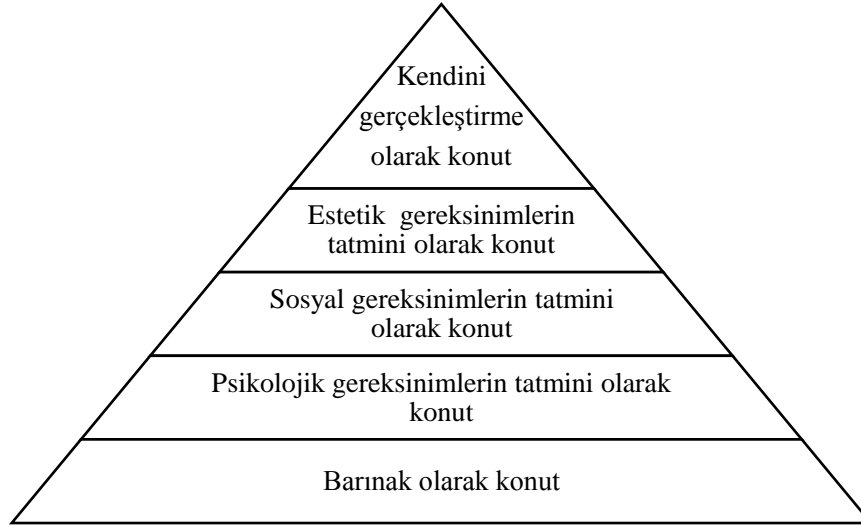 Kendini
gerçekleştirme
olarak konut
Estetik gereksinimlerin
tatmini olarak konut
Sosyal gereksinimlerin tatmini
olarak konut
Psikolojik gereksinimlerin tatmini olarak
konut
Barınak olarak konut